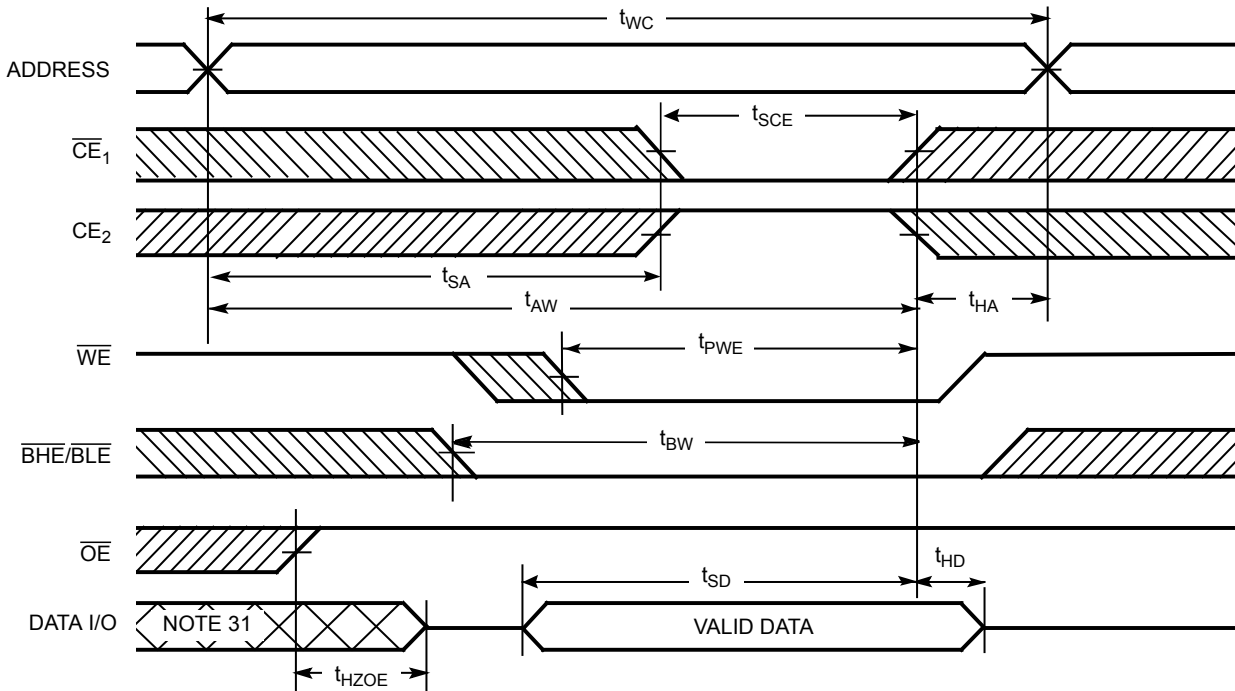 tWC
ADDRESS
tSCE
CE1
CE2
tSA
tAW
tHA
WE
tPWE
BHE/BLE
tBW
OE
tHD
tSD
DATA I/O
NOTE 31
VALID DATA
tHZOE